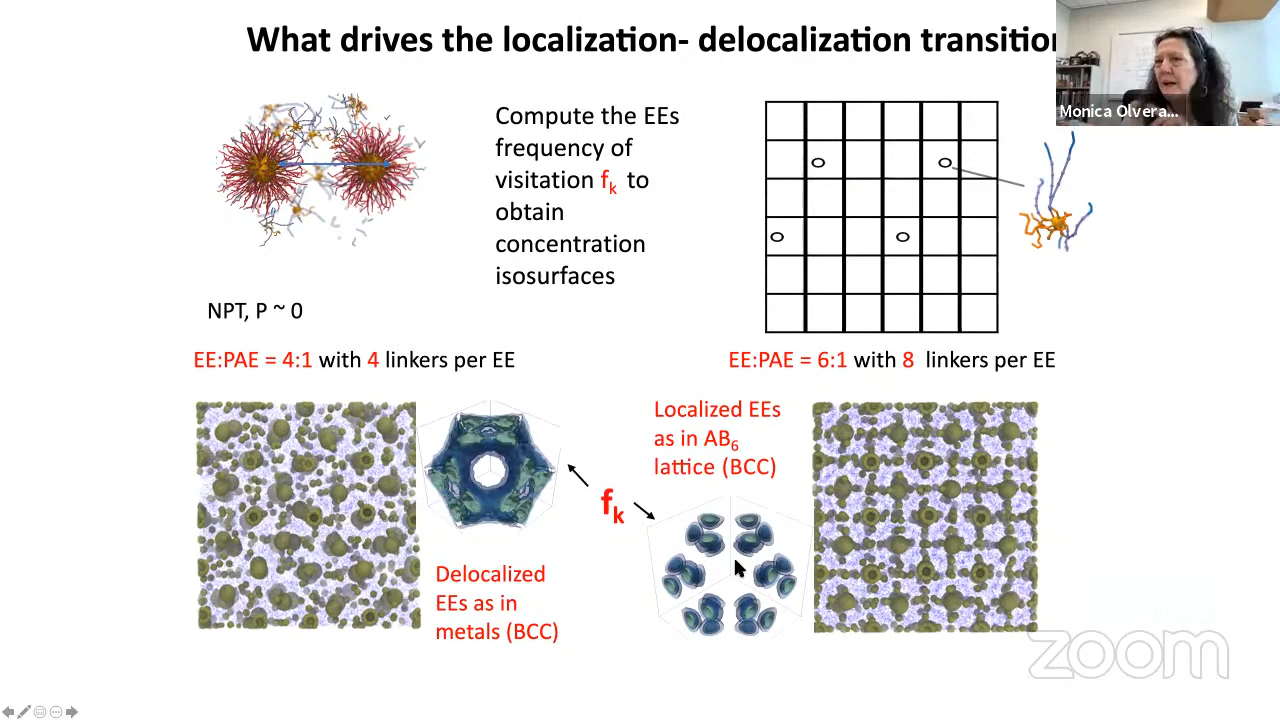 What drives the localization- delocalization transition
Monica Olvera...
Compute the EEs
frequency of
visitation fk to
obtain
concentration
isosurfaces
NPT, P ~ 0
EE:PAE = 4:1 with 4 linkers per EE
EE:PAE = 6:1 with 8 linkers per EE
Localized EEs
as in AB6
lattice (BCC)
fk
Delocalized
EEs as in
metals (BCC)
zoom